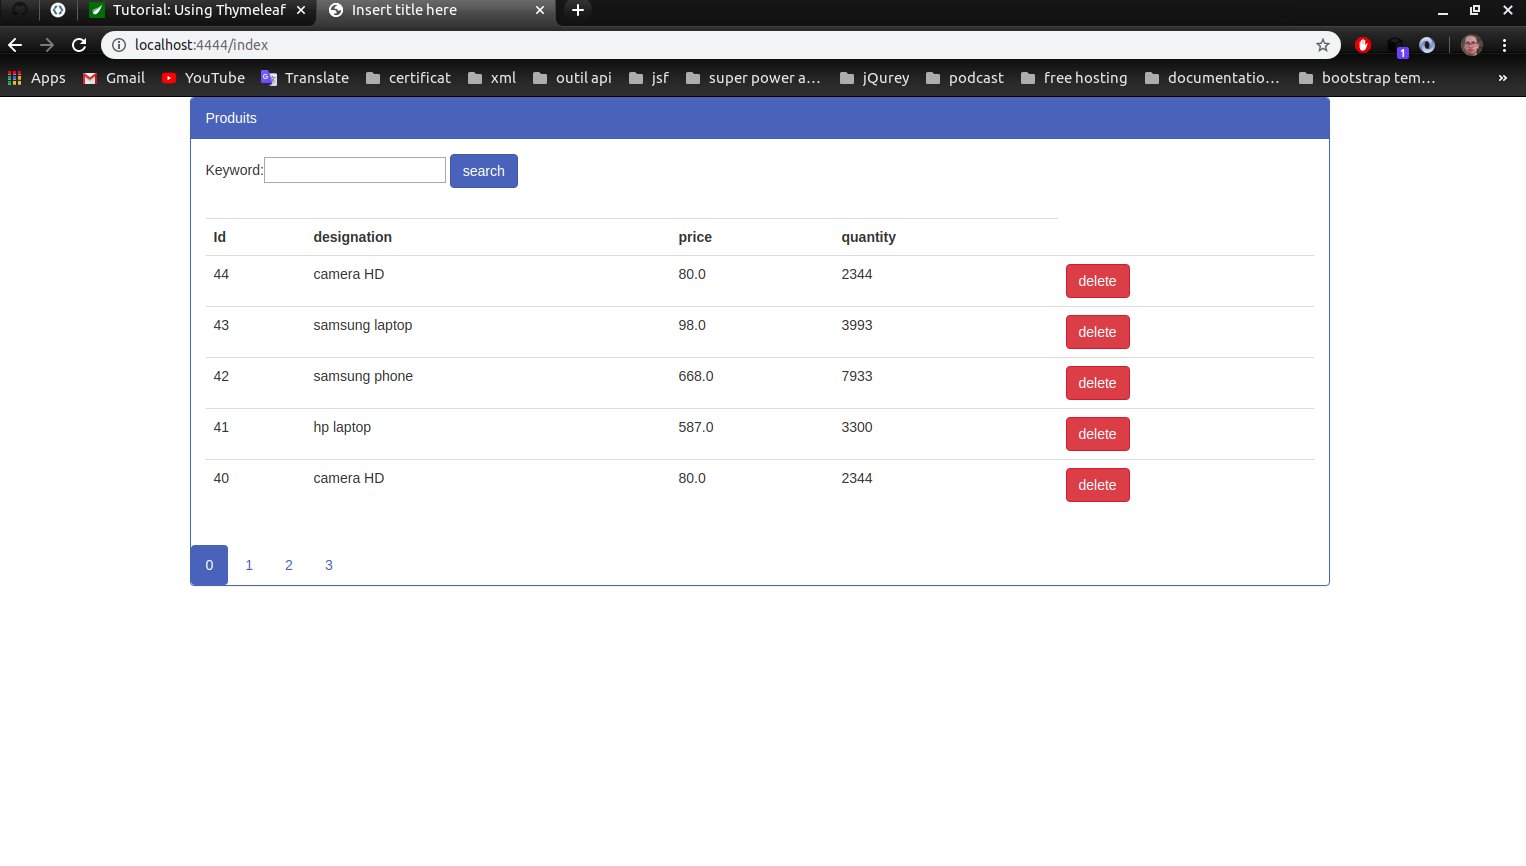 Tutorial: Using Thymeleaf
Insert title here
localhost:4444/index
1
Apps
Gmail
YouTube
Translate
certificat
xml
outil api
jsf
super power a…
jQurey
podcast
free hosting
documentatio…
bootstrap tem…
»
Produits
Keyword:
search
Id designation price quantity
44 camera HD 80.0 2344 delete
43 samsung laptop 98.0 3993 delete
42 samsung phone 668.0 7933 delete
41 hp laptop 587.0 3300 delete
40 camera HD 80.0 2344 delete
0 1 2 3